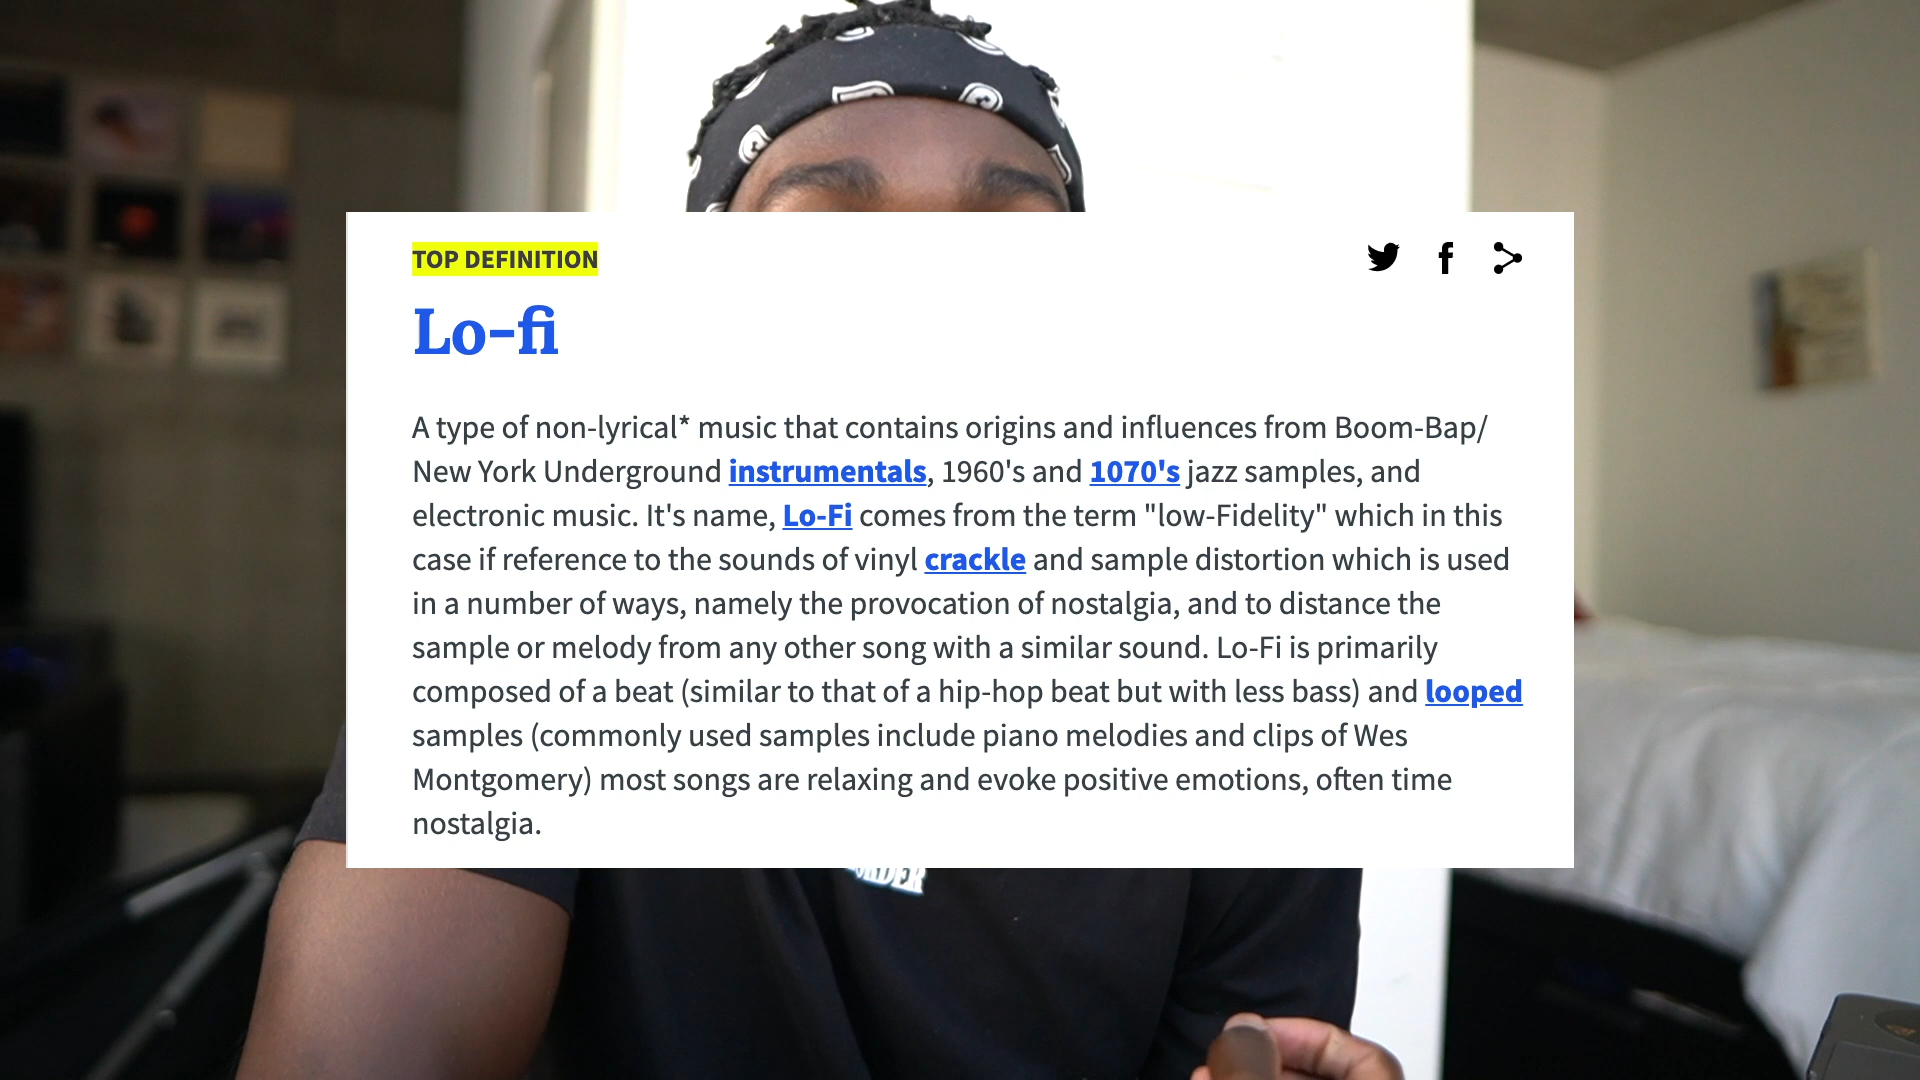 TOP DEFINITION
Lo-fi
A type of non-lyrical* music that contains origins and influences from Boom-Bap/
New York Underground instrumentals, 1960's and 1070's jazz samples, and
electronic music. It's name, Lo-Fi comes from the term "low-Fidelity" which in this
case if reference to the sounds of vinyl crackle and sample distortion which is used
in a number of ways, namely the provocation of nostalgia, and to distance the
sample or melody from any other song with a similar sound. Lo-Fi is primarily
composed of a beat (similar to that of a hip-hop beat but with less bass) and looped
samples (commonly used samples include piano melodies and clips of Wes
Montgomery) most songs are relaxing and evoke positive emotions, often time
nostalgia.